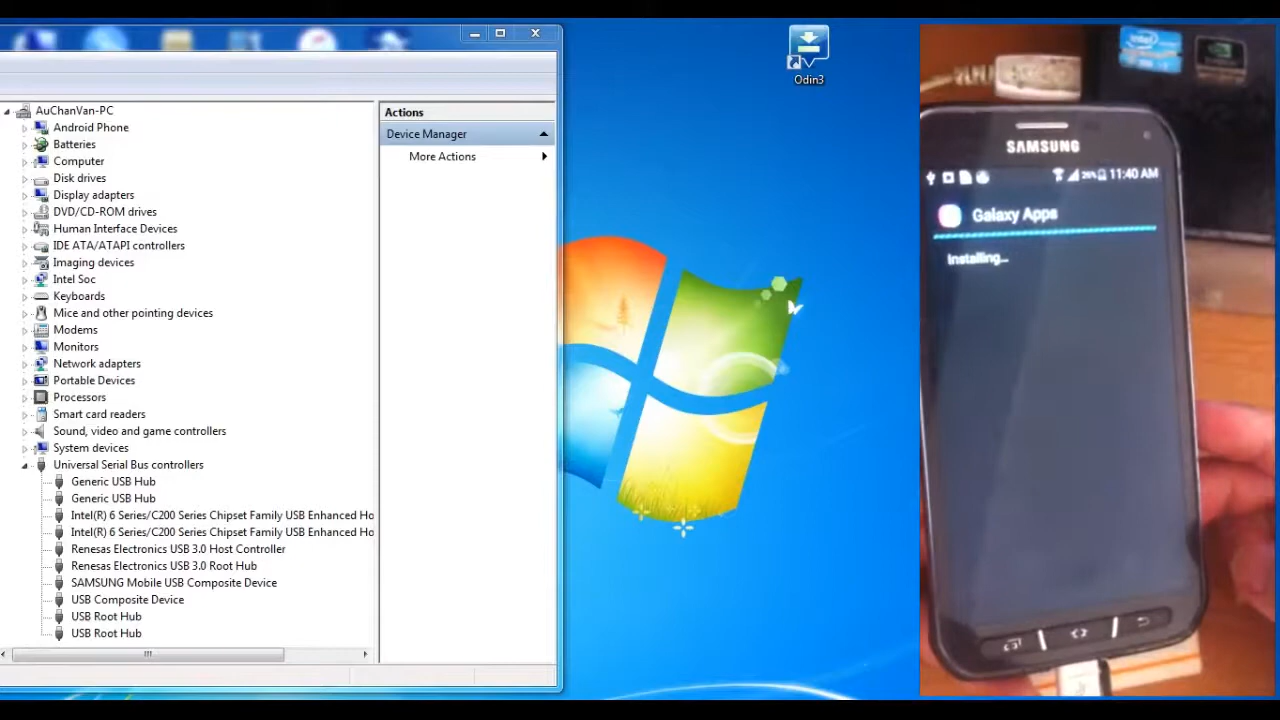 AuChanVan-PC
Android Phone
Batteries
Computer
Disk drives
Display adapters
DVD/CD-ROM drives
Human Interface Devices
IDE ATA/ATAPI controllers
Imaging devices
Intel Soc
Keyboards
Mice and other pointing devices
Modems
Monitors
Network adapters
Portable Devices
Processors
Smart card readers
Sound, video and game controllers
System devices
Universal Serial Bus controllers
Generic USB Hub
Generic USB Hub
Intel(R) 6 Series/C200 Series Chipset Family USB Enhanced Ho
Intel(R) 6 Series/C200 Series Chipset Family USB Enhanced Ho
Renesas Electronics USB 3.0 Host Controller
Renesas Electronics USB 3.0 Root Hub
SAMSUNG Mobile USB Composite Device
USB Composite Device
USB Root Hub
USB Root Hub
Actions
Device Manager
More Actions
Odin3
intel
SAMSUNG
11:40 AM
Galaxy Apps
Installing...